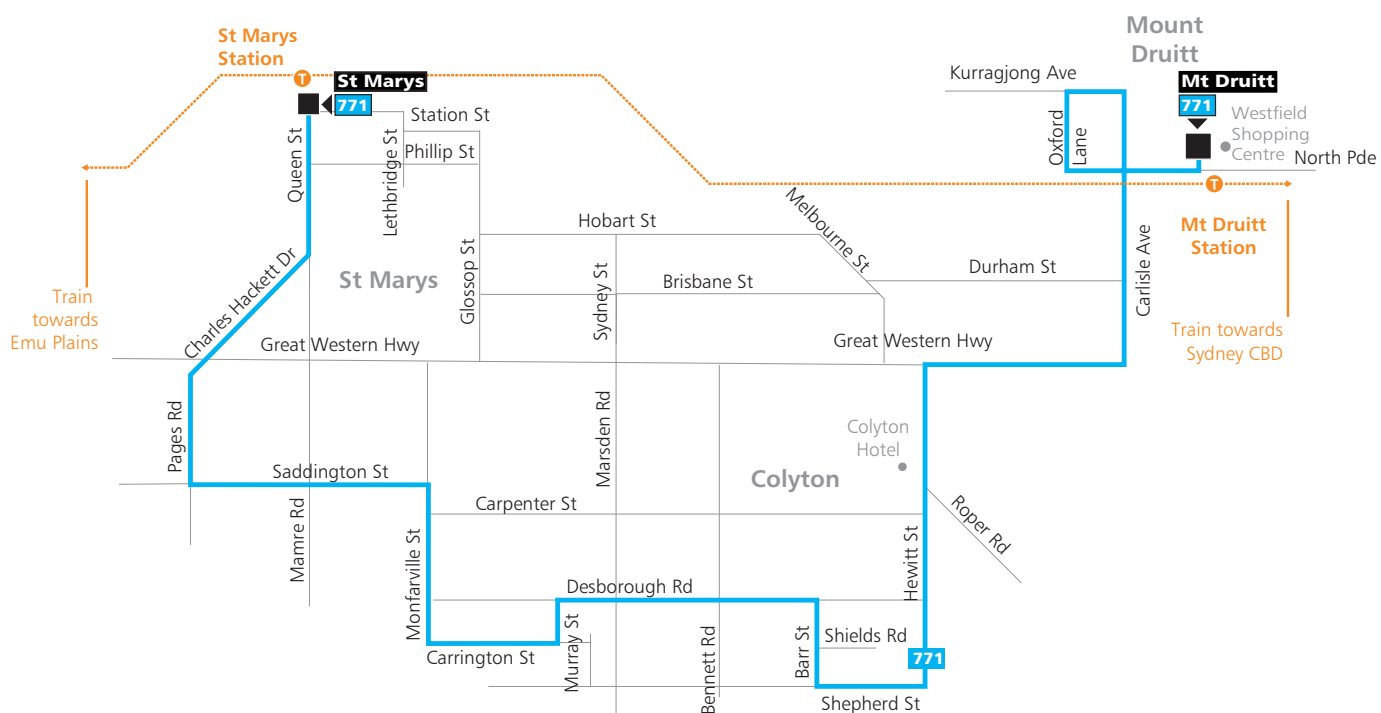 St Marys
Station
T
St Marys
771
Station St
Phillip St
Queen St
Lethbridge St
Mount
Druitt
Kurragjong Ave
Mt Druitt
771
Westfield
Shopping
Centre
North Pde
Oxford
Lane
T
Mt Druitt
Station
Hobart St
Melbourne St
Durham St
Carlisle Ave
Brisbane St
Sydney St
Glossop St
St Marys
Charles Hackett Dr
Train
towards
Emu Plains
Train towards
Sydney CBD
Great Western Hwy
Great Western Hwy
Pages Rd
Saddington St
Mamre Rd
Marsden Rd
Colyton
Hotel
Colyton
Carpenter St
Roper Rd
Hewitt St
Monfarville St
Desborough Rd
Carrington St
Murray St
Bennett Rd
Barr St
Shields Rd
771
Shepherd St